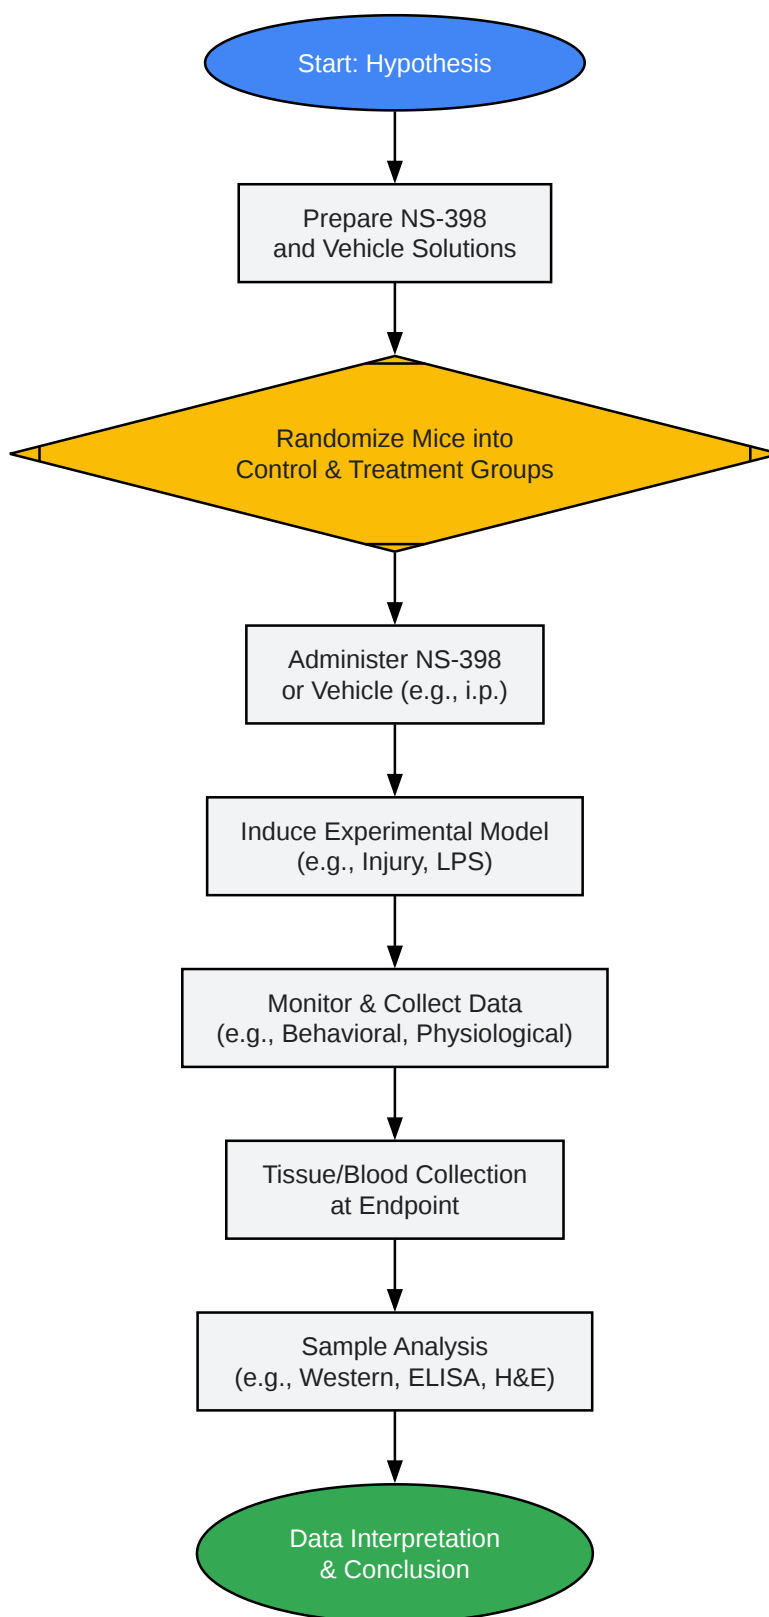 Start: Hypothesis
Prepare NS-398
and Vehicle Solutions
Randomize Mice into
Control & Treatment Groups
Administer NS-398
or Vehicle (e.g., i.p.)
Induce Experimental Model
(e.g., Injury, LPS)
Monitor & Collect Data
(e.g., Behavioral, Physiological)
Tissue/Blood Collection
at Endpoint
Sample Analysis
(e.g., Western, ELISA, H&E)
Data Interpretation
& Conclusion